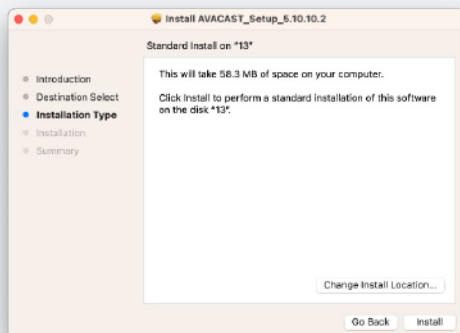 Install AVACAST_Setup_5.10.10.2
Standard Install on "13"
Introduction
Destination Select
Installation Type
Installation
Summary
This will take 58.3 MB of space on your computer.
Click Install to perform a standard installation of this software
on the disk "13".
Change Install Location...
Go Back
Install